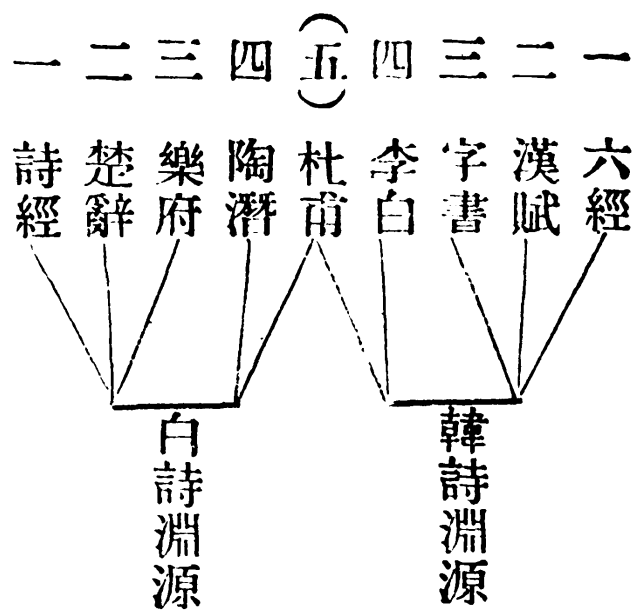 一 二 三 四 (五) 四 三 二 一
六經
漢賦
字書
李白
杜甫
陶潛
樂府
楚辭
詩經
韓詩淵源
白詩淵源